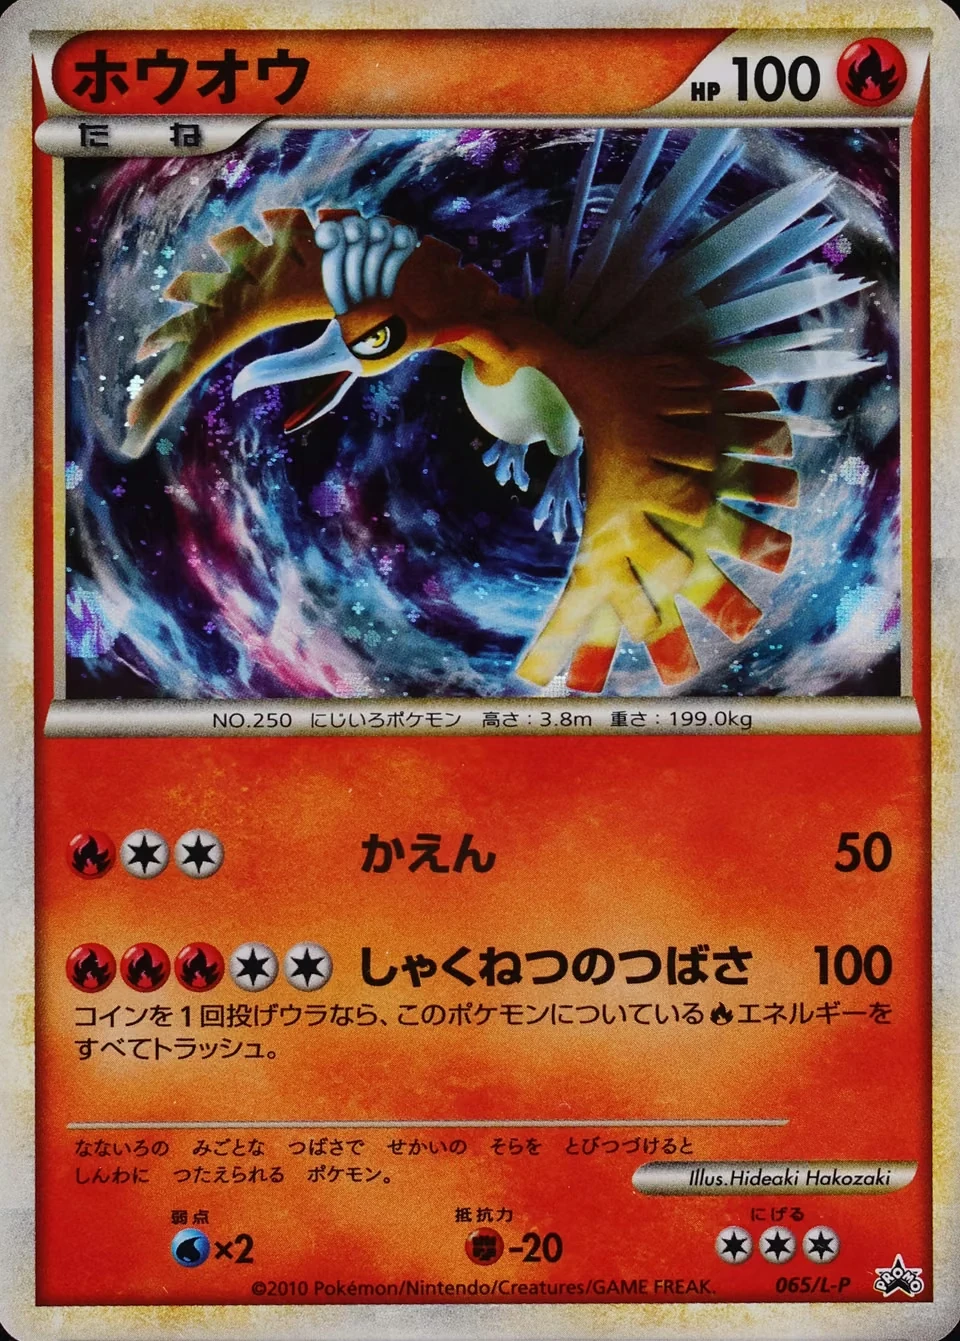 ホウオウ
HP 100
たね
NO.250 にじいろポケモン 高さ：3.8m 重さ：199.0kg
かえん 50
しゃくねつのつばさ 100
コインを1回投げウラなら、このポケモンについているエネルギーを
すべてトラッシュ。
なないろの みごとな つばさで せかいの そらを とびつづけると
しんわに つたえられる ポケモン。
Illus.Hideaki Hakozaki
弱点 抵抗力 にげる
×2 -20
©2010 Pokémon/Nintendo/Creatures/GAME FREAK. 065/L-P PROMO